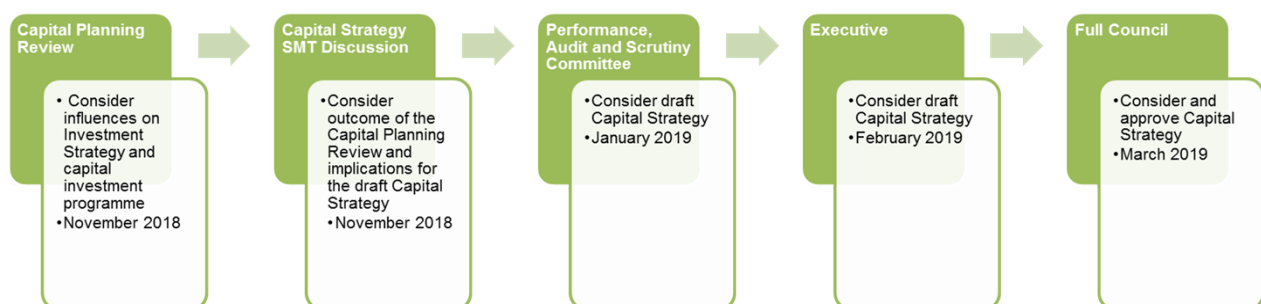 Capital Planning
Review
• Consider
influences on
Investment
Strategy and
capital
investment
programme
•November 2018
Capital Strategy
SMT Discussion
•Consider
outcome of the
Capital Planning
Review and
implications for
the draft Capital
Strategy
•November 2018
Performance,
Audit and Scrutiny
Committee
•Consider draft
Capital Strategy
•January 2019
Executive
•Consider draft
Capital Strategy
•February 2019
Full Council
•Consider and
approve Capital
Strategy
•March 2019